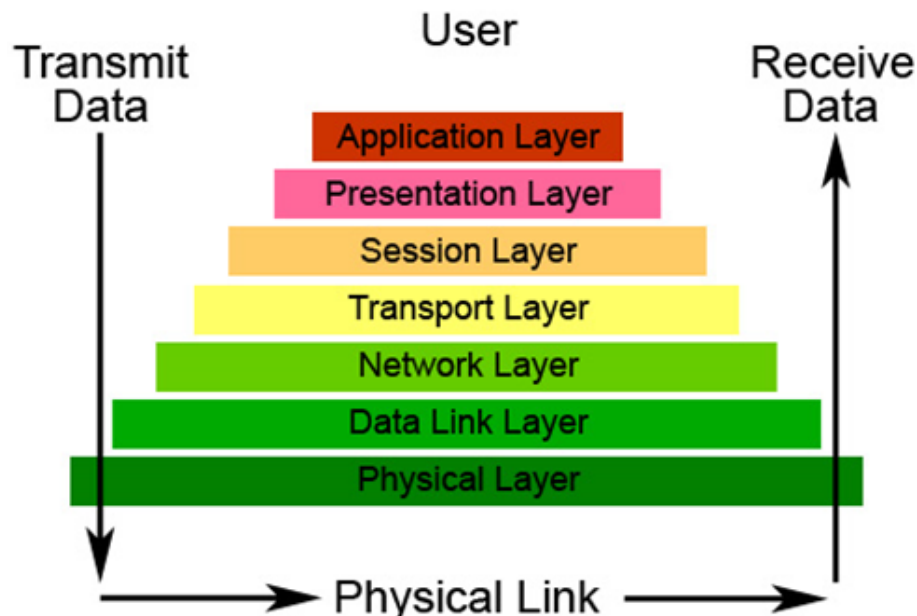 User
Transmit
Data
Receive
Data
Application Layer
Presentation Layer
Session Layer
Transport Layer
Network Layer
Data Link Layer
Physical Layer
Physical Link